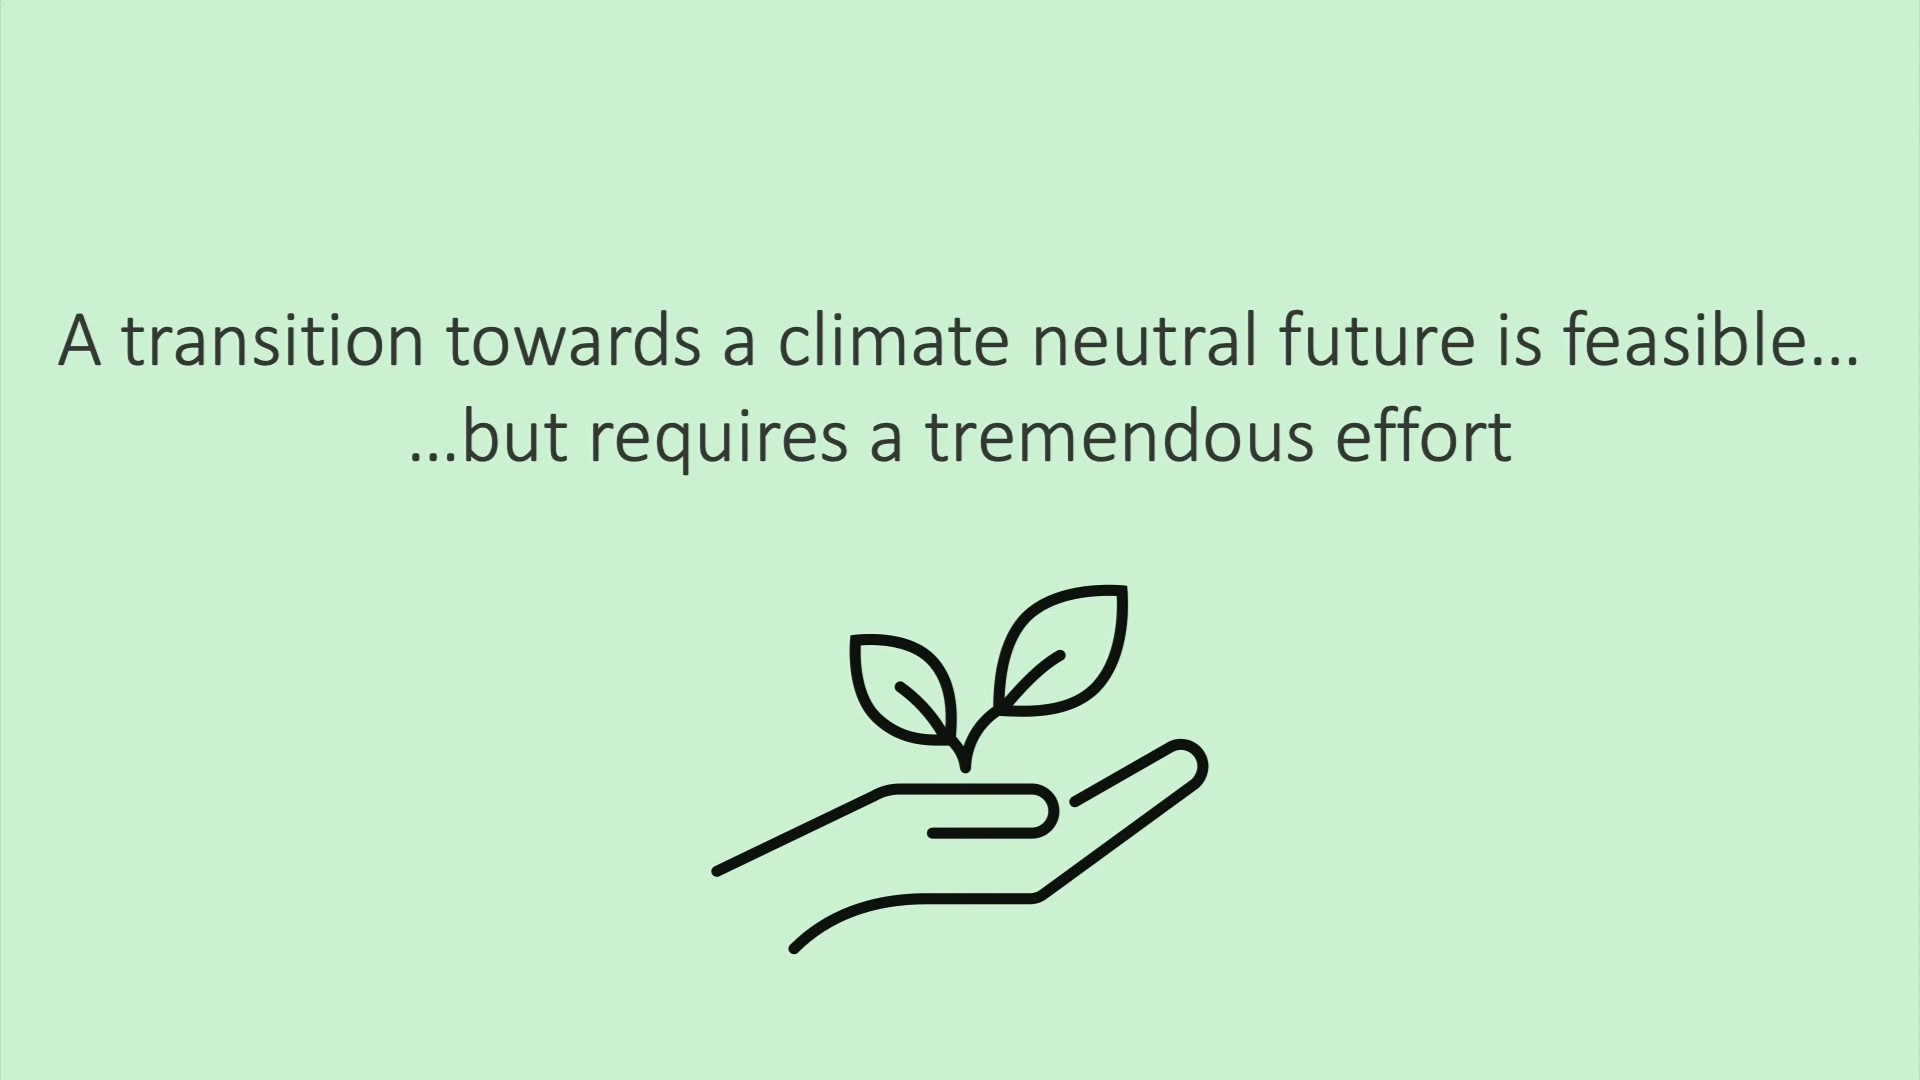 A transition towards a climate neutral future is feasible...
...but requires a tremendous effort